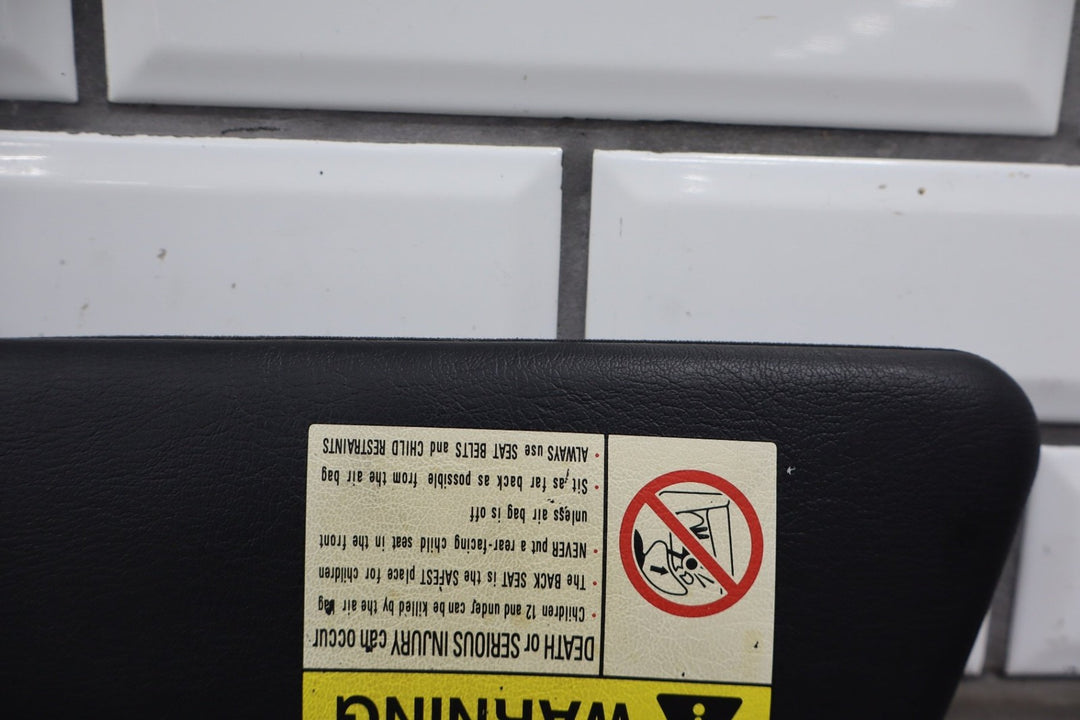 WARNING
DEATH or SERIOUS INJURY can occur
• Children 12 and under can be killed by the air bag
• The BACK SEAT is the SAFEST place for children
• NEVER put a rear-facing child seat in the front
unless air bag is off
• Sit as far back as possible from the air bag
• ALWAYS use SEAT BELTS and CHILD RESTRAINTS